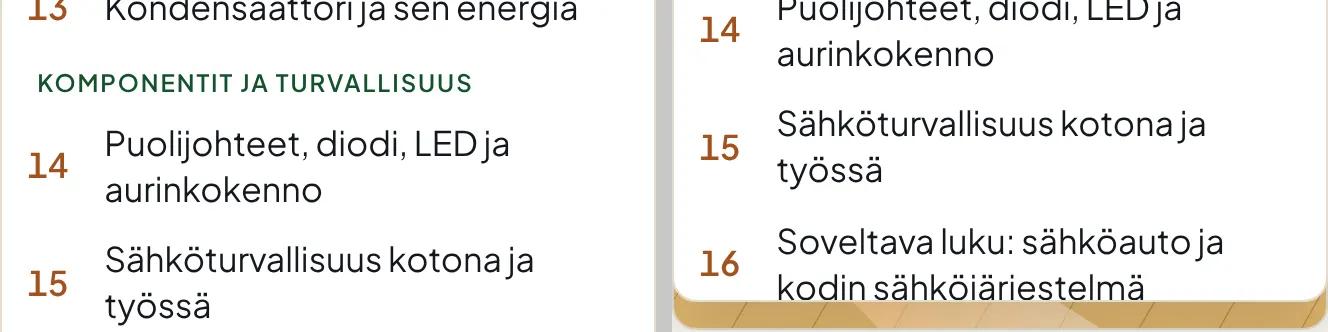 13 Kondensaattori ja sen energia
KOMPONENTIT JA TURVALLISUUS
14 Puolijohteet, diodi, LED ja
aurinkokenno
15 Sähköturvallisuus kotona ja
työssä
14 Puolijohteet, diodi, LED ja
aurinkokenno
15 Sähköturvallisuus kotona ja
työssä
16 Soveltava luku: sähköauto ja
kodin sähköjärjestelmä